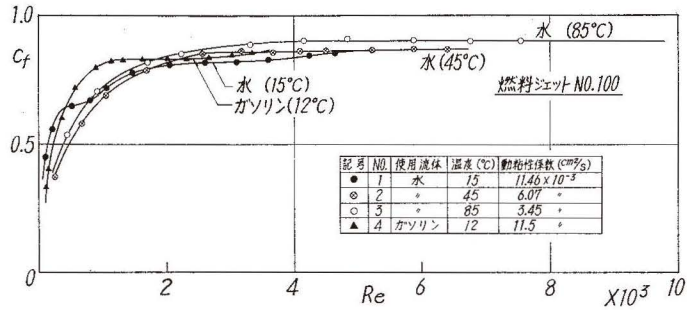 1.0
Cf
0.5
0
水 (85°C)
水(45°C)
水 (15°C)
ガソリン(12°C)
燃料ジェット NO.100
記号 NO. 使用流体 温度 (°C) 動粘性係数 (cm²/s)
● 1 水 15 11.46×10⁻³
⊗ 2 〃 45 6.07 〃
○ 3 〃 85 3.45 〃
▲ 4 ガソリン 12 11.5 〃
0 2 4 6 8 10
Re ×10³